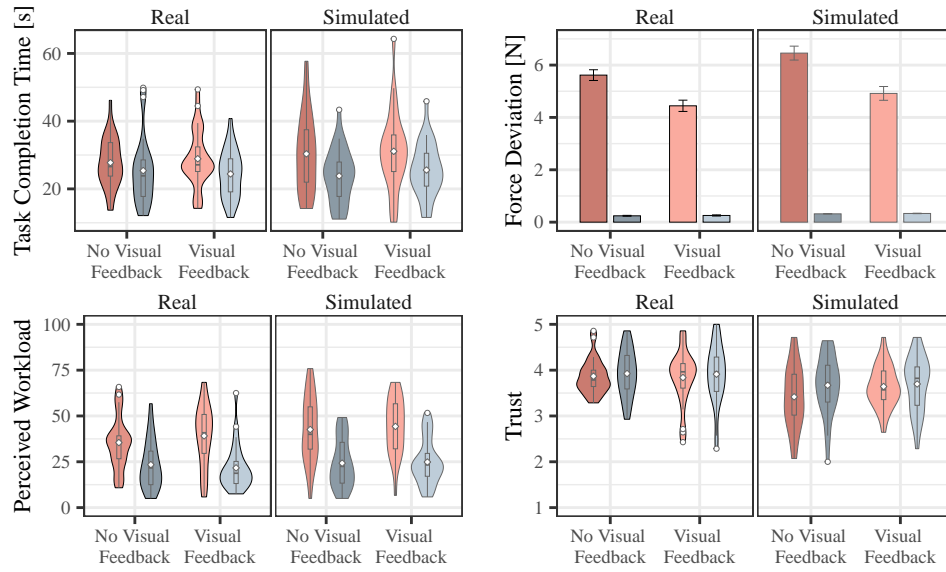 Real Simulated
Task Completion Time [s]
60
40
20
No Visual Feedback
Visual Feedback
No Visual Feedback
Visual Feedback
Real Simulated
Force Deviation [N]
6
4
2
0
No Visual Feedback
Visual Feedback
No Visual Feedback
Visual Feedback
Real Simulated
Perceived Workload
100
75
50
25
0
No Visual Feedback
Visual Feedback
No Visual Feedback
Visual Feedback
Real Simulated
Trust
5
4
3
2
1
No Visual Feedback
Visual Feedback
No Visual Feedback
Visual Feedback